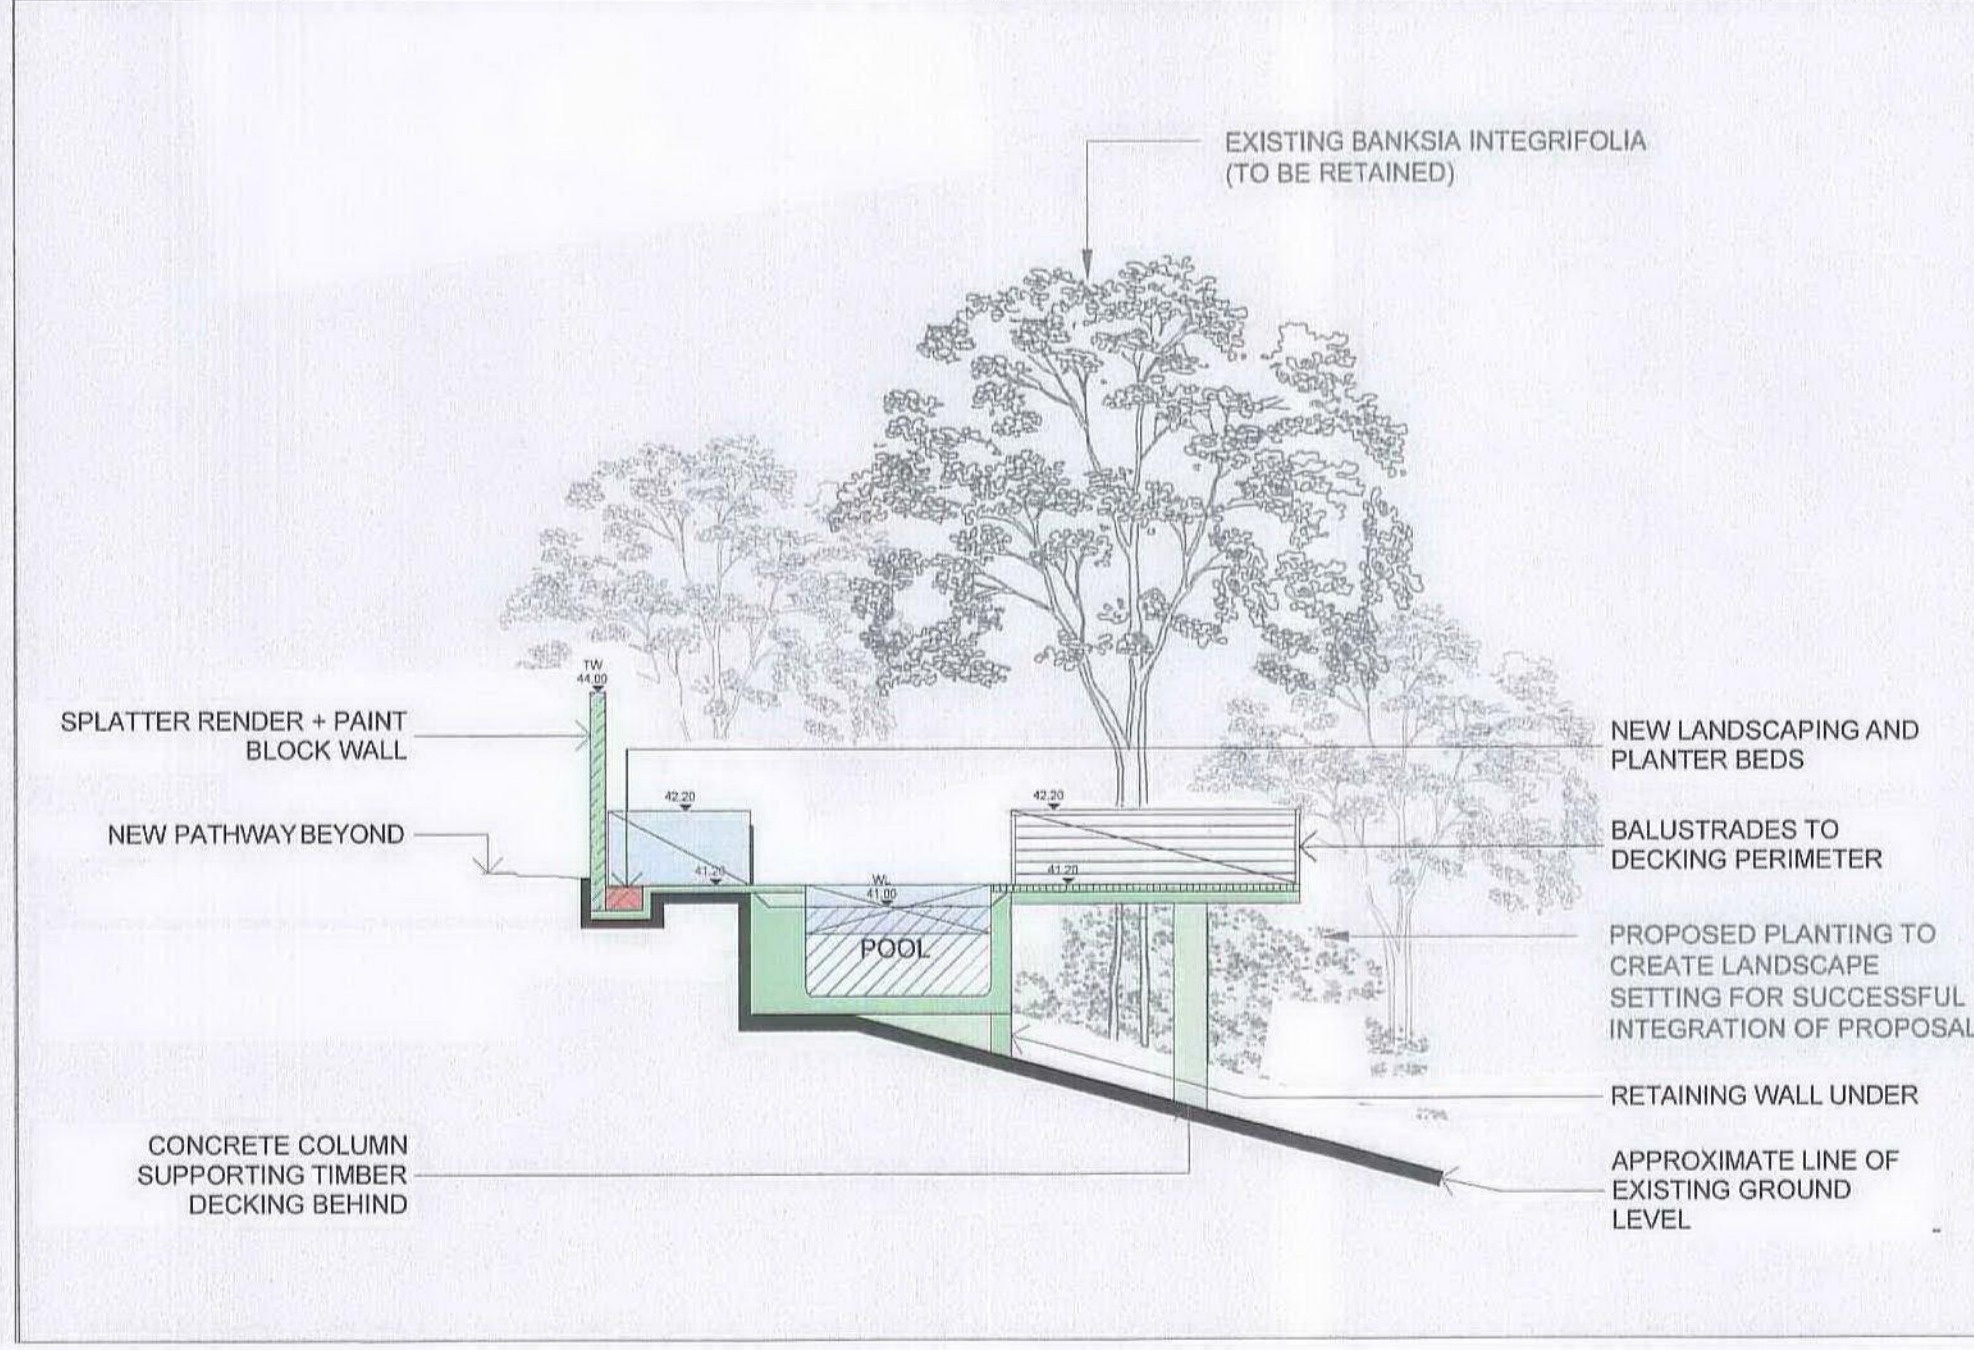 EXISTING BANKSIA INTEGRIFOLIA
(TO BE RETAINED)
TW
44.00
SPLATTER RENDER + PAINT
BLOCK WALL
NEW PATHWAY BEYOND
CONCRETE COLUMN
SUPPORTING TIMBER
DECKING BEHIND
42.20
41.20
WL
41.00
POOL
42.20
41.20
NEW LANDSCAPING AND
PLANTER BEDS
BALUSTRADES TO
DECKING PERIMETER
PROPOSED PLANTING TO
CREATE LANDSCAPE
SETTING FOR SUCCESSFUL
INTEGRATION OF PROPOSAL
RETAINING WALL UNDER
APPROXIMATE LINE OF
EXISTING GROUND
LEVEL